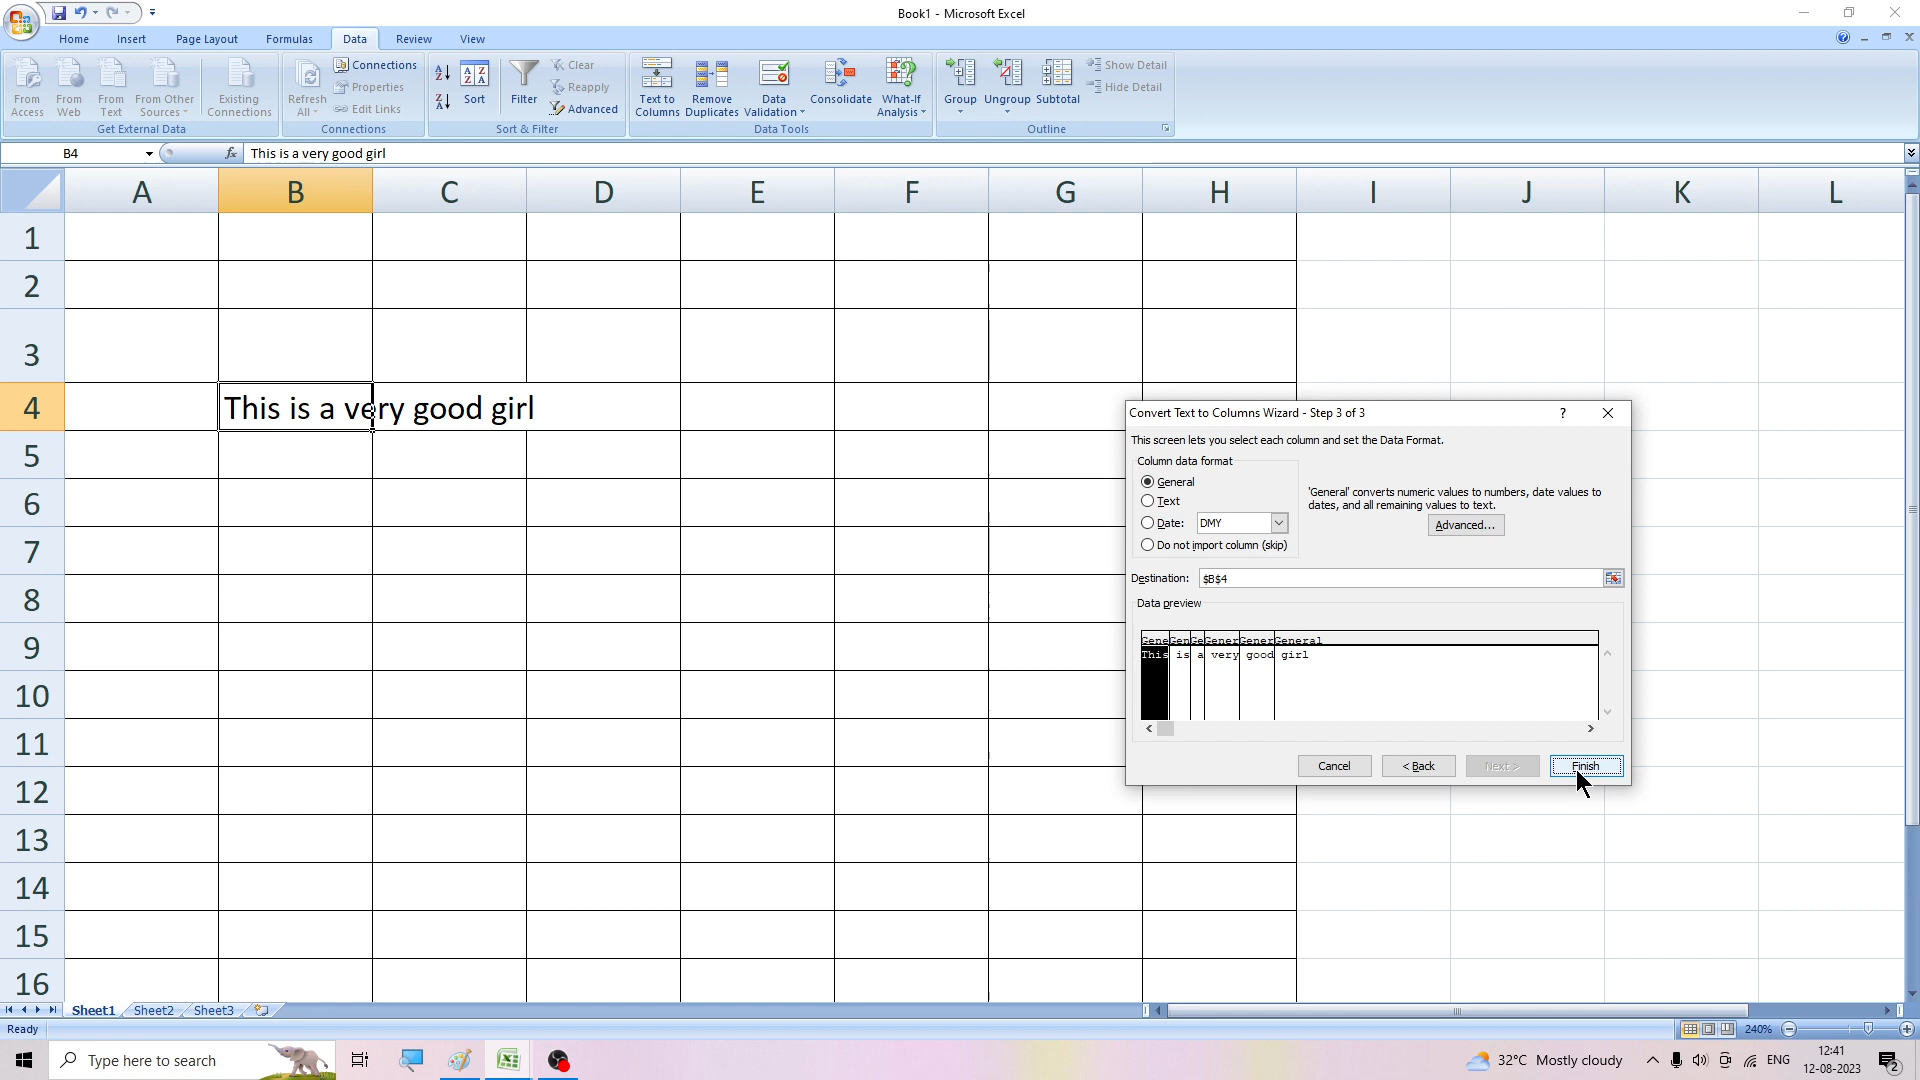 Book1 - Microsoft Excel
Home Insert Page Layout Formulas Data Review View
From Access
From Web
From Text
From Other Sources
Existing Connections
Get External Data
Refresh All
Connections
Properties
Edit Links
Connections
Sort
Filter
Clear
Reapply
Advanced
Sort & Filter
Text to Columns
Remove Duplicates
Data Validation
Consolidate
What-If Analysis
Data Tools
Group
Ungroup
Subtotal
Show Detail
Hide Detail
Outline
B4 fx This is a very good girl
A B C D E F G H I J K L
1
2
3
4 This is a very good girl
5
6
7
8
9
10
11
12
13
14
15
16
Convert Text to Columns Wizard - Step 3 of 3 ?
This screen lets you select each column and set the Data Format.
Column data format
General
Text
Date: DMY
Do not import column (skip)
'General' converts numeric values to numbers, date values to
dates, and all remaining values to text.
Advanced...
Destination: $B$4
Data preview
Gene Gen Ge Gener Gener General
This is a very good girl
Cancel < Back Next > Finish
Sheet1 Sheet2 Sheet3
Ready 240%
Type here to search
32°C Mostly cloudy
ENG
12:41
12-08-2023
2